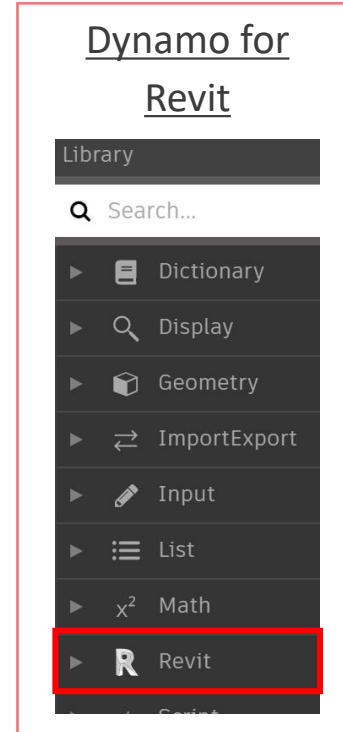 Dynamo for
Revit
Library
Search...
Dictionary
Display
Geometry
ImportExport
Input
List
x² Math
R Revit